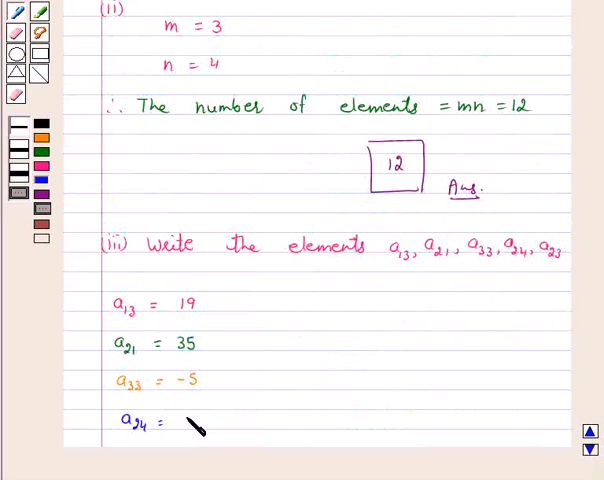 (ii)
m = 3
n = 4
∴ The number of elements = mn = 12
12
Ans.
(iii) Write the elements a₁₃, a₂₁, a₃₃, a₂₄, a₂₃
a₁₃ = 19
a₂₁ = 35
a₃₃ = -5
a₂₄ =